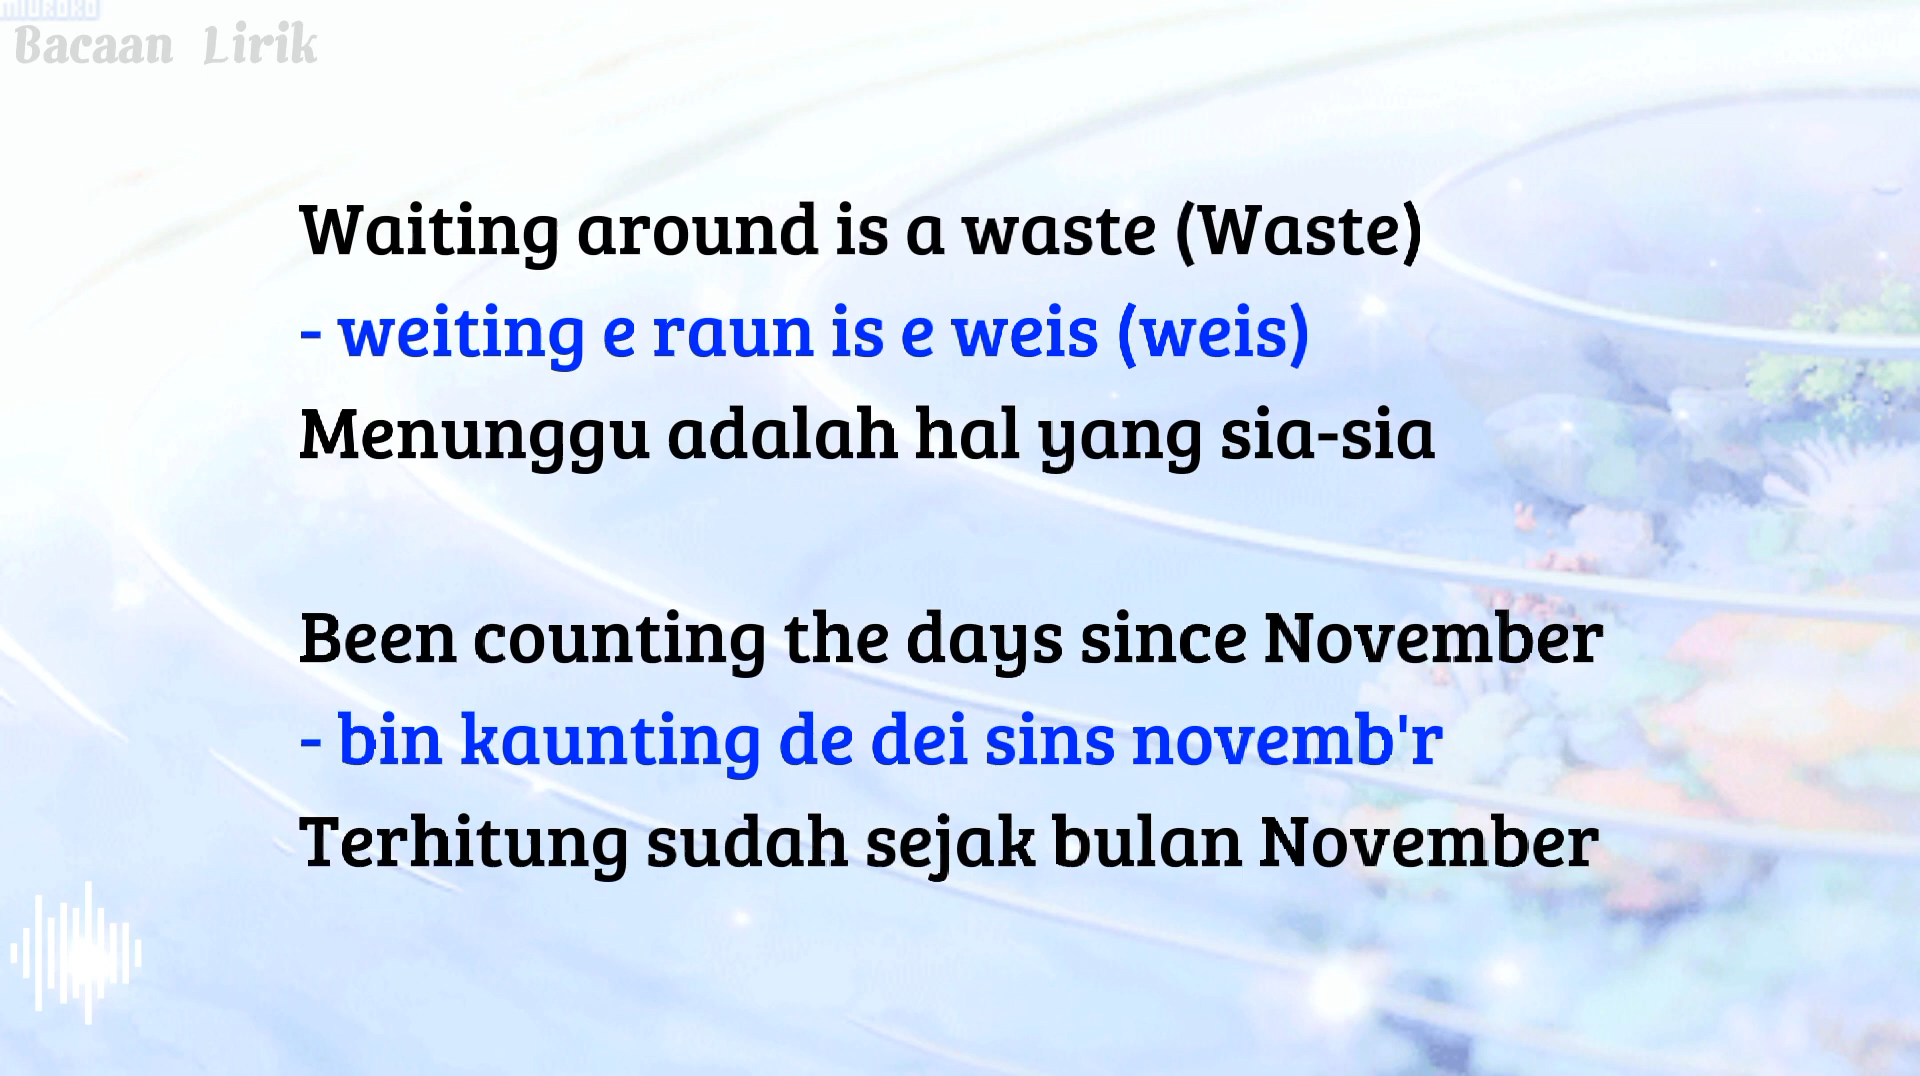 MIUROKO
Bacaan Lirik
Waiting around is a waste (Waste)
- weiting e raun is e weis (weis)
Menunggu adalah hal yang sia-sia
Been counting the days since November
- bin kaunting de dei sins novemb'r
Terhitung sudah sejak bulan November